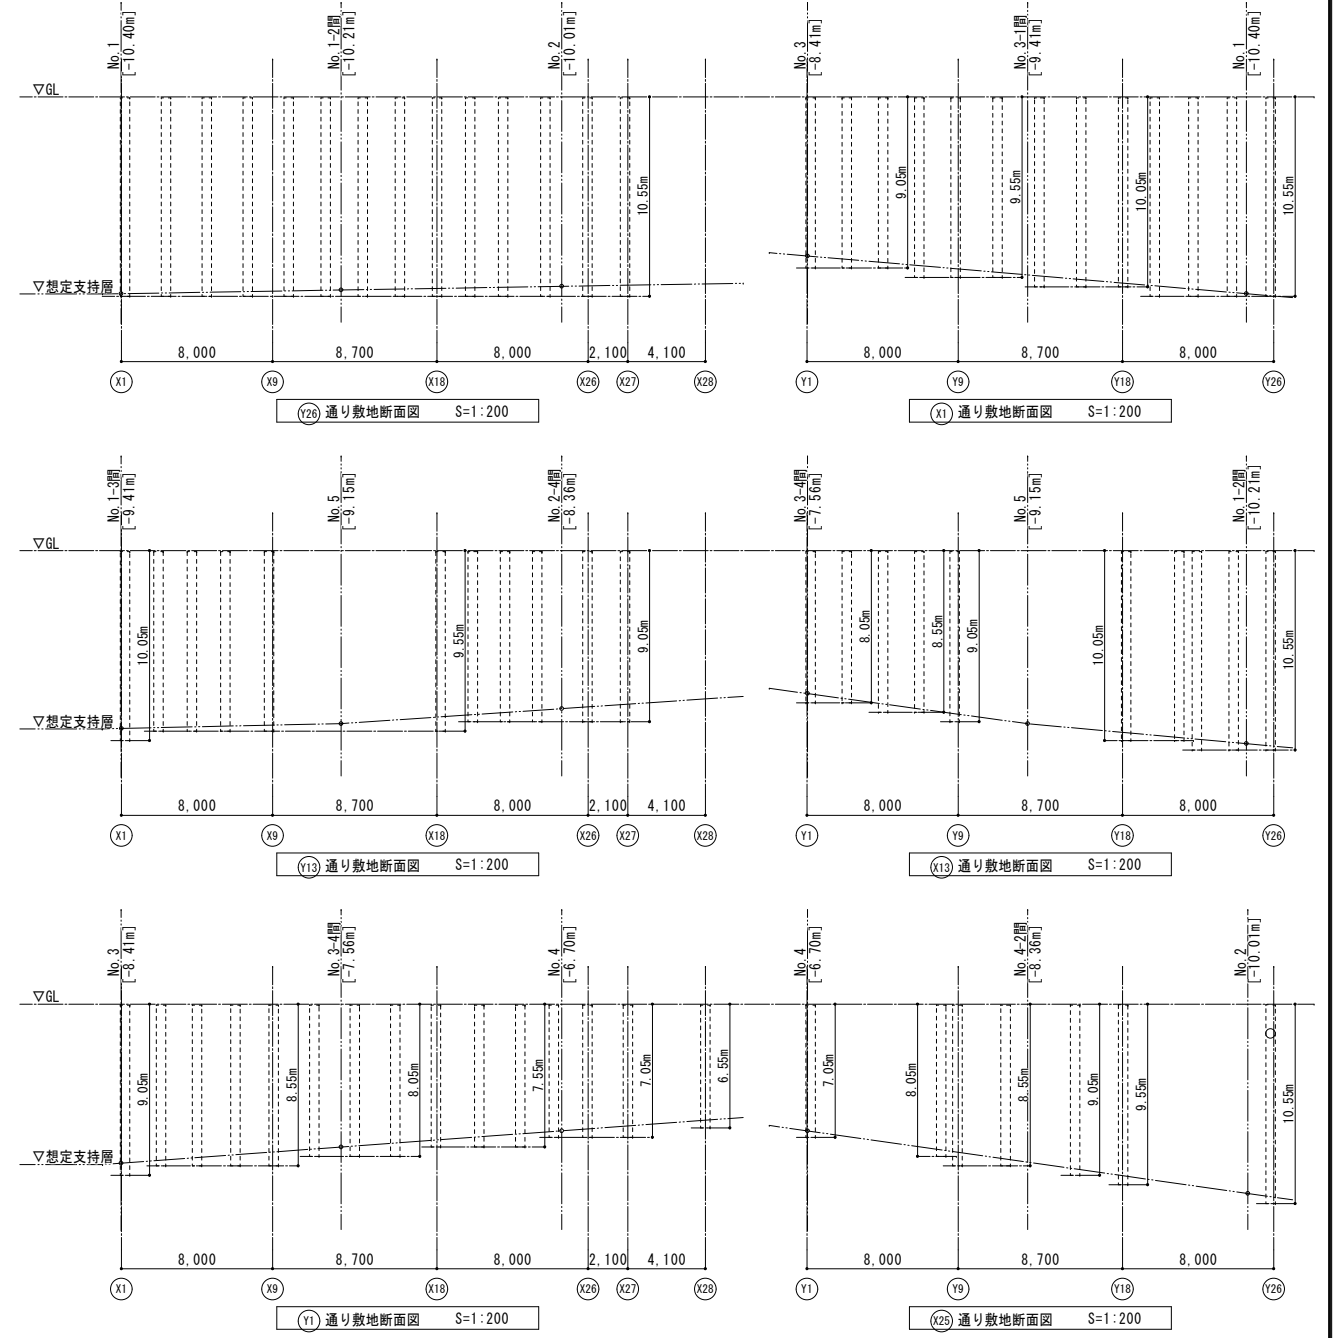 No.1
[-10.40m]
No.1-2間
[-10.21m]
No.2
[-10.01m]
▽GL
10.55m
▽想定支持層
8,000
8,700
8,000
2,100
4,100
X1
X9
X18
X26
X27
X28
Y26 通り敷地断面図 S=1:200
No.3
[-8.41m]
No.3-1間
[-9.41m]
No.1
[-10.40m]
9.05m
9.55m
10.05m
10.55m
8,000
8,700
8,000
Y1
Y9
Y18
Y26
X1 通り敷地断面図 S=1:200
No.1-3間
[-9.41m]
No.5
[-9.15m]
No.2-4間
[-8.36m]
▽GL
10.05m
9.55m
9.05m
▽想定支持層
8,000
8,700
8,000
2,100
4,100
X1
X9
X18
X26
X27
X28
Y13 通り敷地断面図 S=1:200
No.3-4間
[-7.56m]
No.5
[-9.15m]
No.1-2間
[-10.21m]
8.05m
8.55m
9.05m
10.05m
10.55m
8,000
8,700
8,000
Y1
Y9
Y18
Y26
X13 通り敷地断面図 S=1:200
No.3
[-8.41m]
No.3-4間
[-7.56m]
No.4
[-6.70m]
▽GL
9.05m
8.55m
8.05m
7.55m
7.05m
6.55m
▽想定支持層
8,000
8,700
8,000
2,100
4,100
X1
X9
X18
X26
X27
X28
Y1 通り敷地断面図 S=1:200
No.4
[-6.70m]
No.4-2間
[-8.36m]
No.2
[-10.01m]
7.05m
8.05m
8.55m
9.05m
9.55m
10.55m
8,000
8,700
8,000
Y1
Y9
Y18
Y26
X25 通り敷地断面図 S=1:200